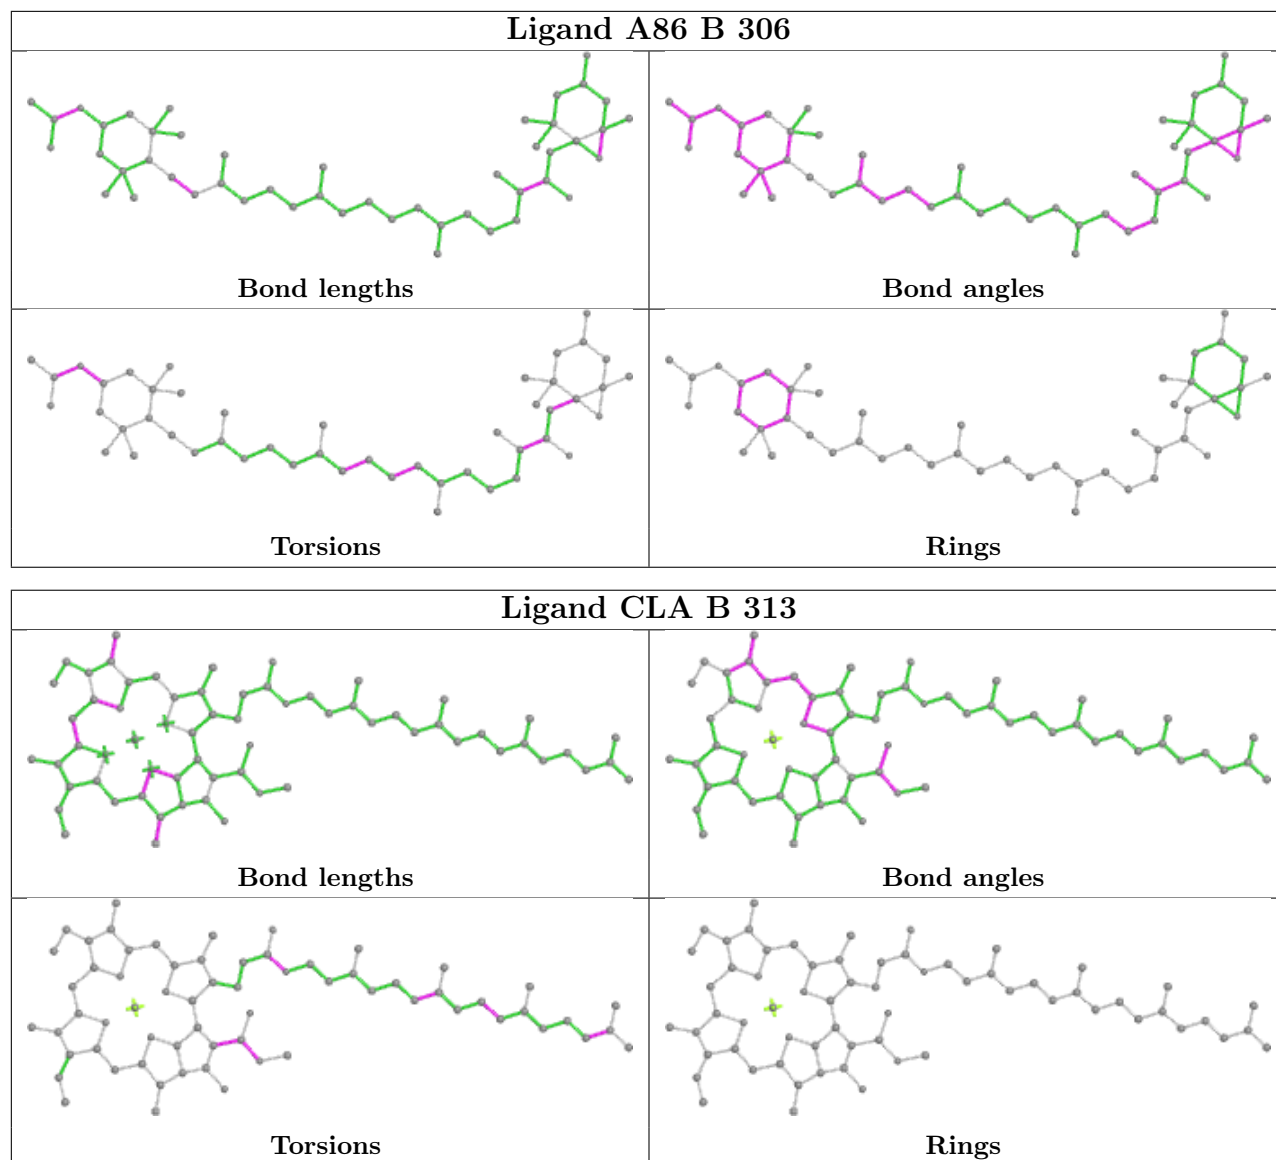 Ligand A86 B 306
Bond lengths
Bond angles
Torsions
Rings
Ligand CLA B 313
Bond lengths
Bond angles
Torsions
Rings